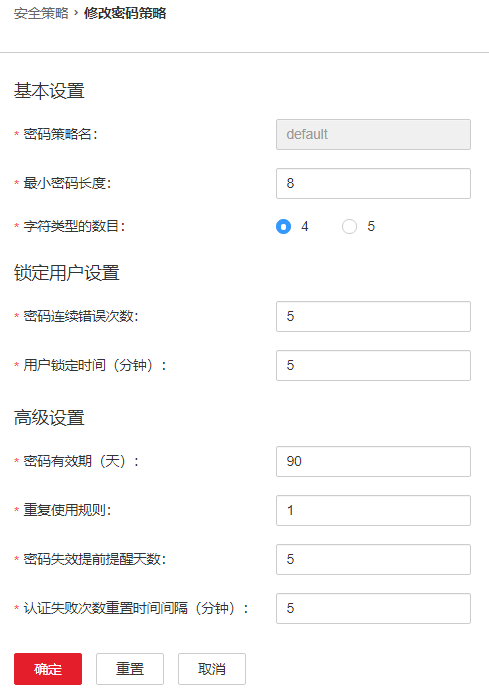 安全策略 › 修改密码策略
基本设置
* 密码策略名： default
* 最小密码长度： 8
* 字符类型的数目： 4 5
锁定用户设置
* 密码连续错误次数： 5
* 用户锁定时间（分钟）： 5
高级设置
* 密码有效期（天）： 90
* 重复使用规则： 1
* 密码失效提前提醒天数： 5
* 认证失败次数重置时间间隔（分钟）： 5
确定 重置 取消